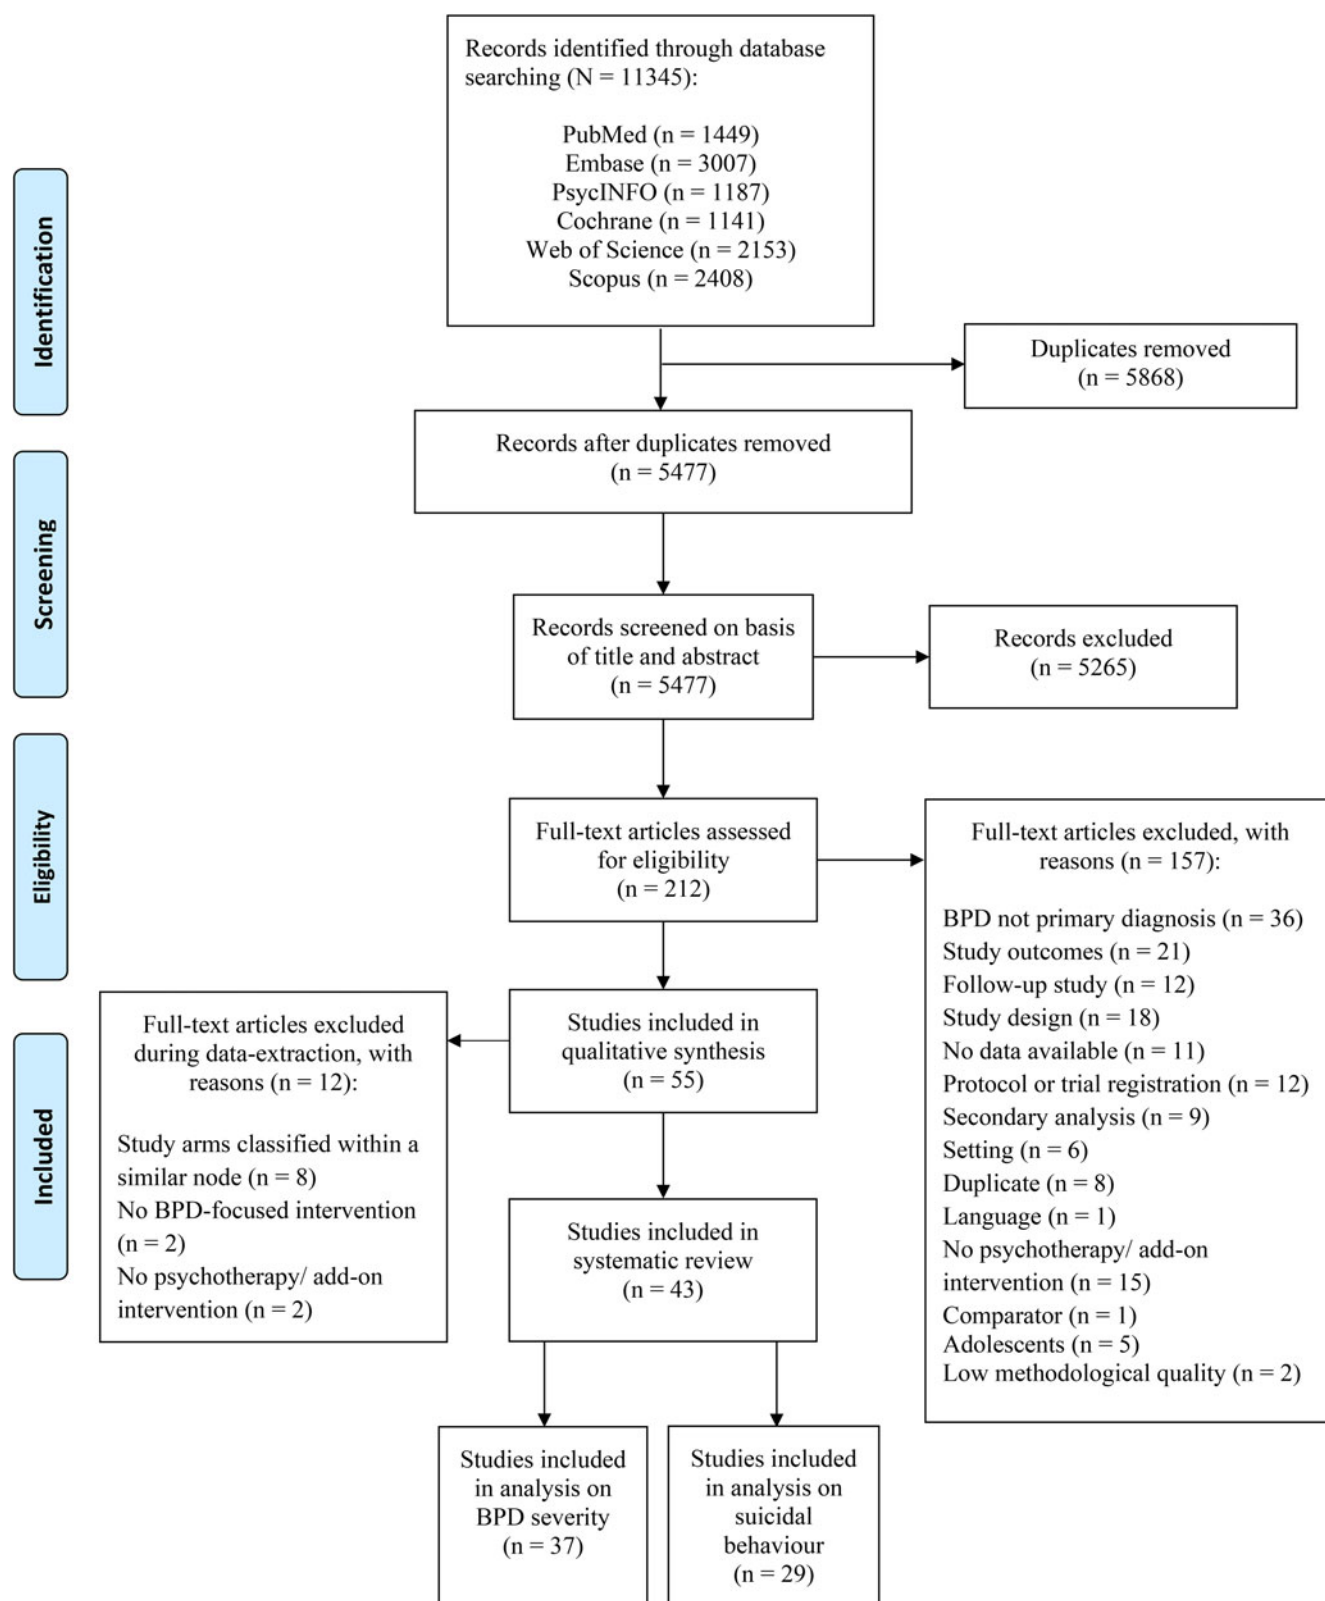 Records identified through database
searching (N = 11345):
PubMed (n = 1449)
Embase (n = 3007)
PsycINFO (n = 1187)
Cochrane (n = 1141)
Web of Science (n = 2153)
Scopus (n = 2408)
Identification
Duplicates removed
(n = 5868)
Records after duplicates removed
(n = 5477)
Screening
Records screened on basis
of title and abstract
(n = 5477)
Records excluded
(n = 5265)
Eligibility
Full-text articles assessed
for eligibility
(n = 212)
Full-text articles excluded, with
reasons (n = 157):
BPD not primary diagnosis (n = 36)
Study outcomes (n = 21)
Follow-up study (n = 12)
Study design (n = 18)
No data available (n = 11)
Protocol or trial registration (n = 12)
Secondary analysis (n = 9)
Setting (n = 6)
Duplicate (n = 8)
Language (n = 1)
No psychotherapy/ add-on
intervention (n = 15)
Comparator (n = 1)
Adolescents (n = 5)
Low methodological quality (n = 2)
Studies included in
qualitative synthesis
(n = 55)
Full-text articles excluded
during data-extraction, with
reasons (n = 12):
Study arms classified within a
similar node (n = 8)
No BPD-focused intervention
(n = 2)
No psychotherapy/ add-on
intervention (n = 2)
Included
Studies included in
systematic review
(n = 43)
Studies included
in analysis on
BPD severity
(n = 37)
Studies included
in analysis on
suicidal
behaviour
(n = 29)